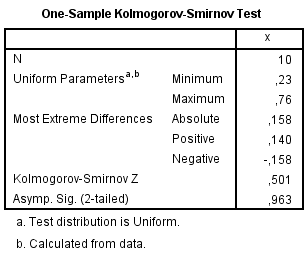 One-Sample Kolmogorov-Smirnov Test
x
N 10
Uniform Parametersa,b Minimum ,23
Maximum ,76
Most Extreme Differences Absolute ,158
Positive ,140
Negative -,158
Kolmogorov-Smirnov Z ,501
Asymp. Sig. (2-tailed) ,963
a. Test distribution is Uniform.
b. Calculated from data.